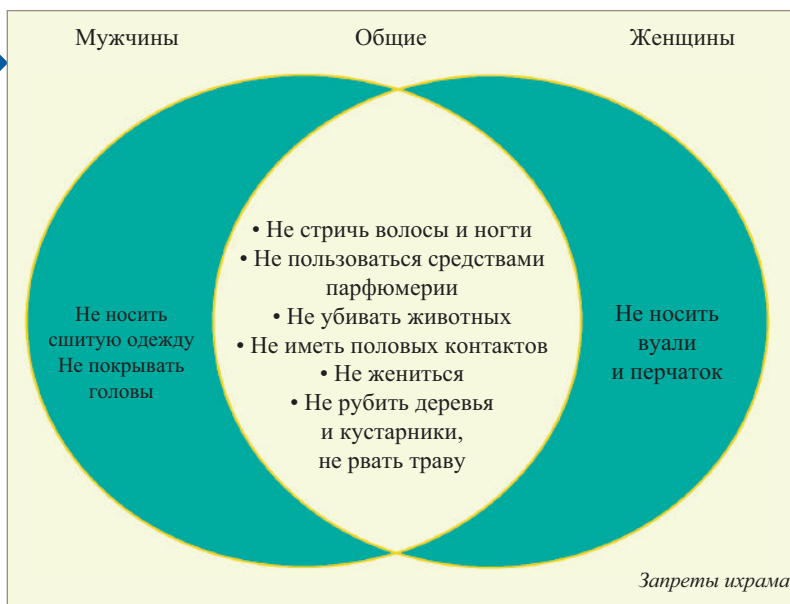 Мужчины
Общие
Женщины
Не носить
сшитую одежду
Не покрывать
головы
• Не стричь волосы и ногти
• Не пользоваться средствами
парфюмерии
• Не убивать животных
• Не иметь половых контактов
• Не жениться
• Не рубить деревья
и кустарники,
не рвать траву
Не носить
вуали
и перчаток
Запреты ихрама